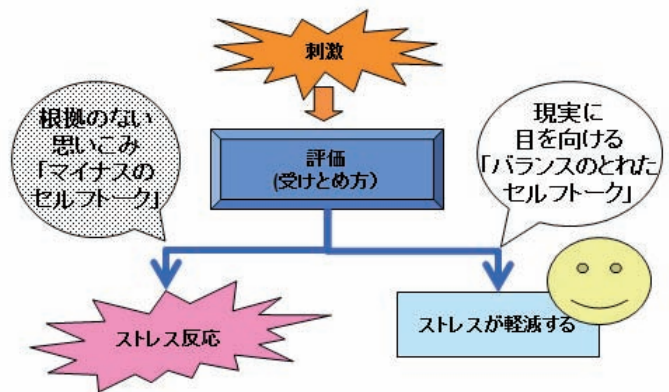 刺激
根拠のない
思いこみ
「マイナスの
セルフトーク」
評価
(受けとめ方)
現実に
目を向ける
「バランスのとれた
セルフトーク」
ストレス反応
ストレスが軽減する